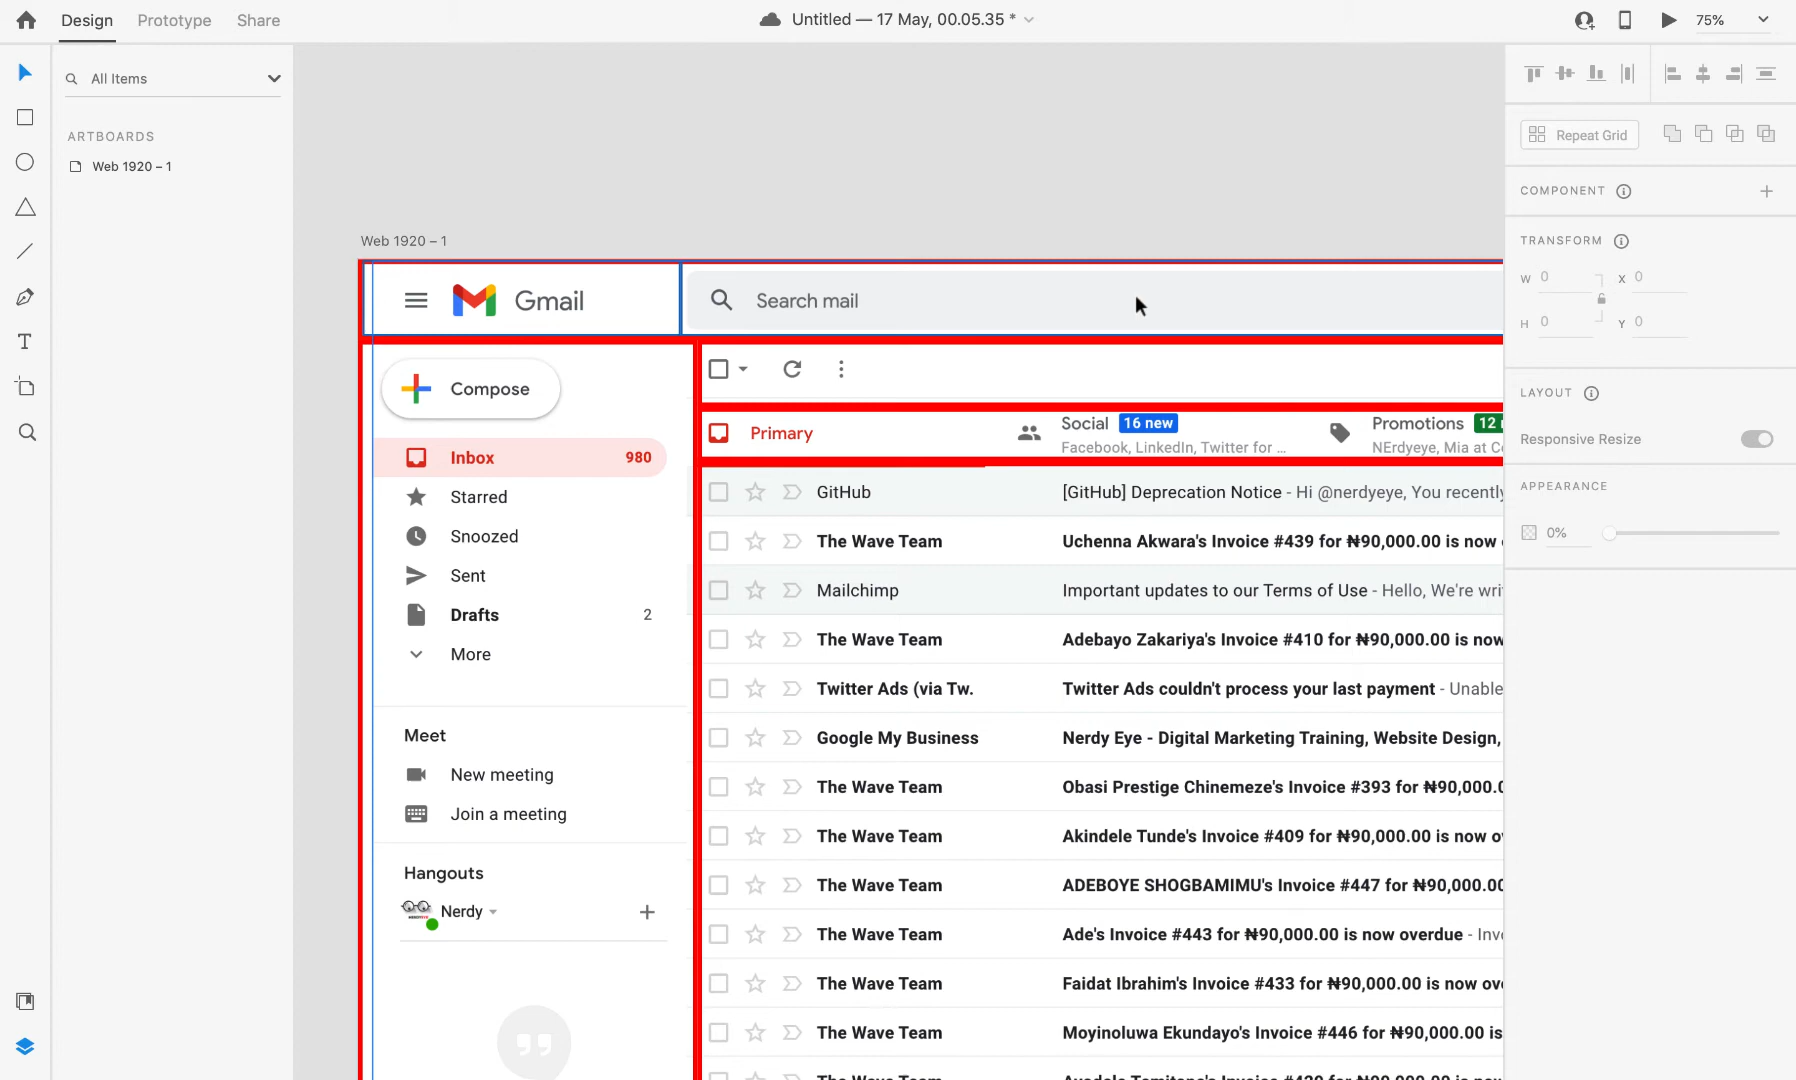 Design Prototype Share
Untitled — 17 May, 00.05.35 *
75%
All Items
ARTBOARDS
Web 1920 – 1
Repeat Grid
COMPONENT
TRANSFORM
W 0 X 0
H 0 Y 0
LAYOUT
Responsive Resize
APPEARANCE
0%
Web 1920 – 1
Gmail
Search mail
Compose
Inbox 980
Starred
Snoozed
Sent
Drafts 2
More
Meet
New meeting
Join a meeting
Hangouts
Nerdy
Primary
Social 16 new
Facebook, LinkedIn, Twitter for ...
Promotions 12
NErdyeye, Mia at
GitHub [GitHub] Deprecation Notice - Hi @nerdyeye, You recently
The Wave Team Uchenna Akwara's Invoice #439 for ₦90,000.00 is now
Mailchimp Important updates to our Terms of Use - Hello, We're
The Wave Team Adebayo Zakariya's Invoice #410 for ₦90,000.00 is now
Twitter Ads (via Tw. Twitter Ads couldn't process your last payment - Unable
Google My Business Nerdy Eye - Digital Marketing Training, Website Design,
The Wave Team Obasi Prestige Chinemeze's Invoice #393 for ₦90,000.
The Wave Team Akindele Tunde's Invoice #409 for ₦90,000.00 is now
The Wave Team ADEBOYE SHOGBAMIMU's Invoice #447 for ₦90,000.
The Wave Team Ade's Invoice #443 for ₦90,000.00 is now overdue -
The Wave Team Faidat Ibrahim's Invoice #433 for ₦90,000.00 is now
The Wave Team Moyinoluwa Ekundayo's Invoice #446 for ₦90,000.00 is